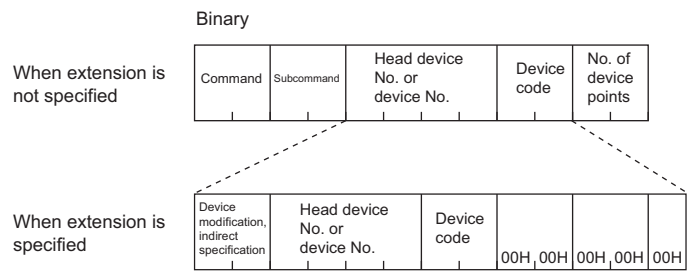 Binary
When extension is
not specified
Command
Subcommand
Head device
No. or
device No.
Device
code
No. of
device
points
When extension is
specified
Device
modification,
indirect
specification
Head device
No. or
device No.
Device
code
00H 00H 00H 00H 00H